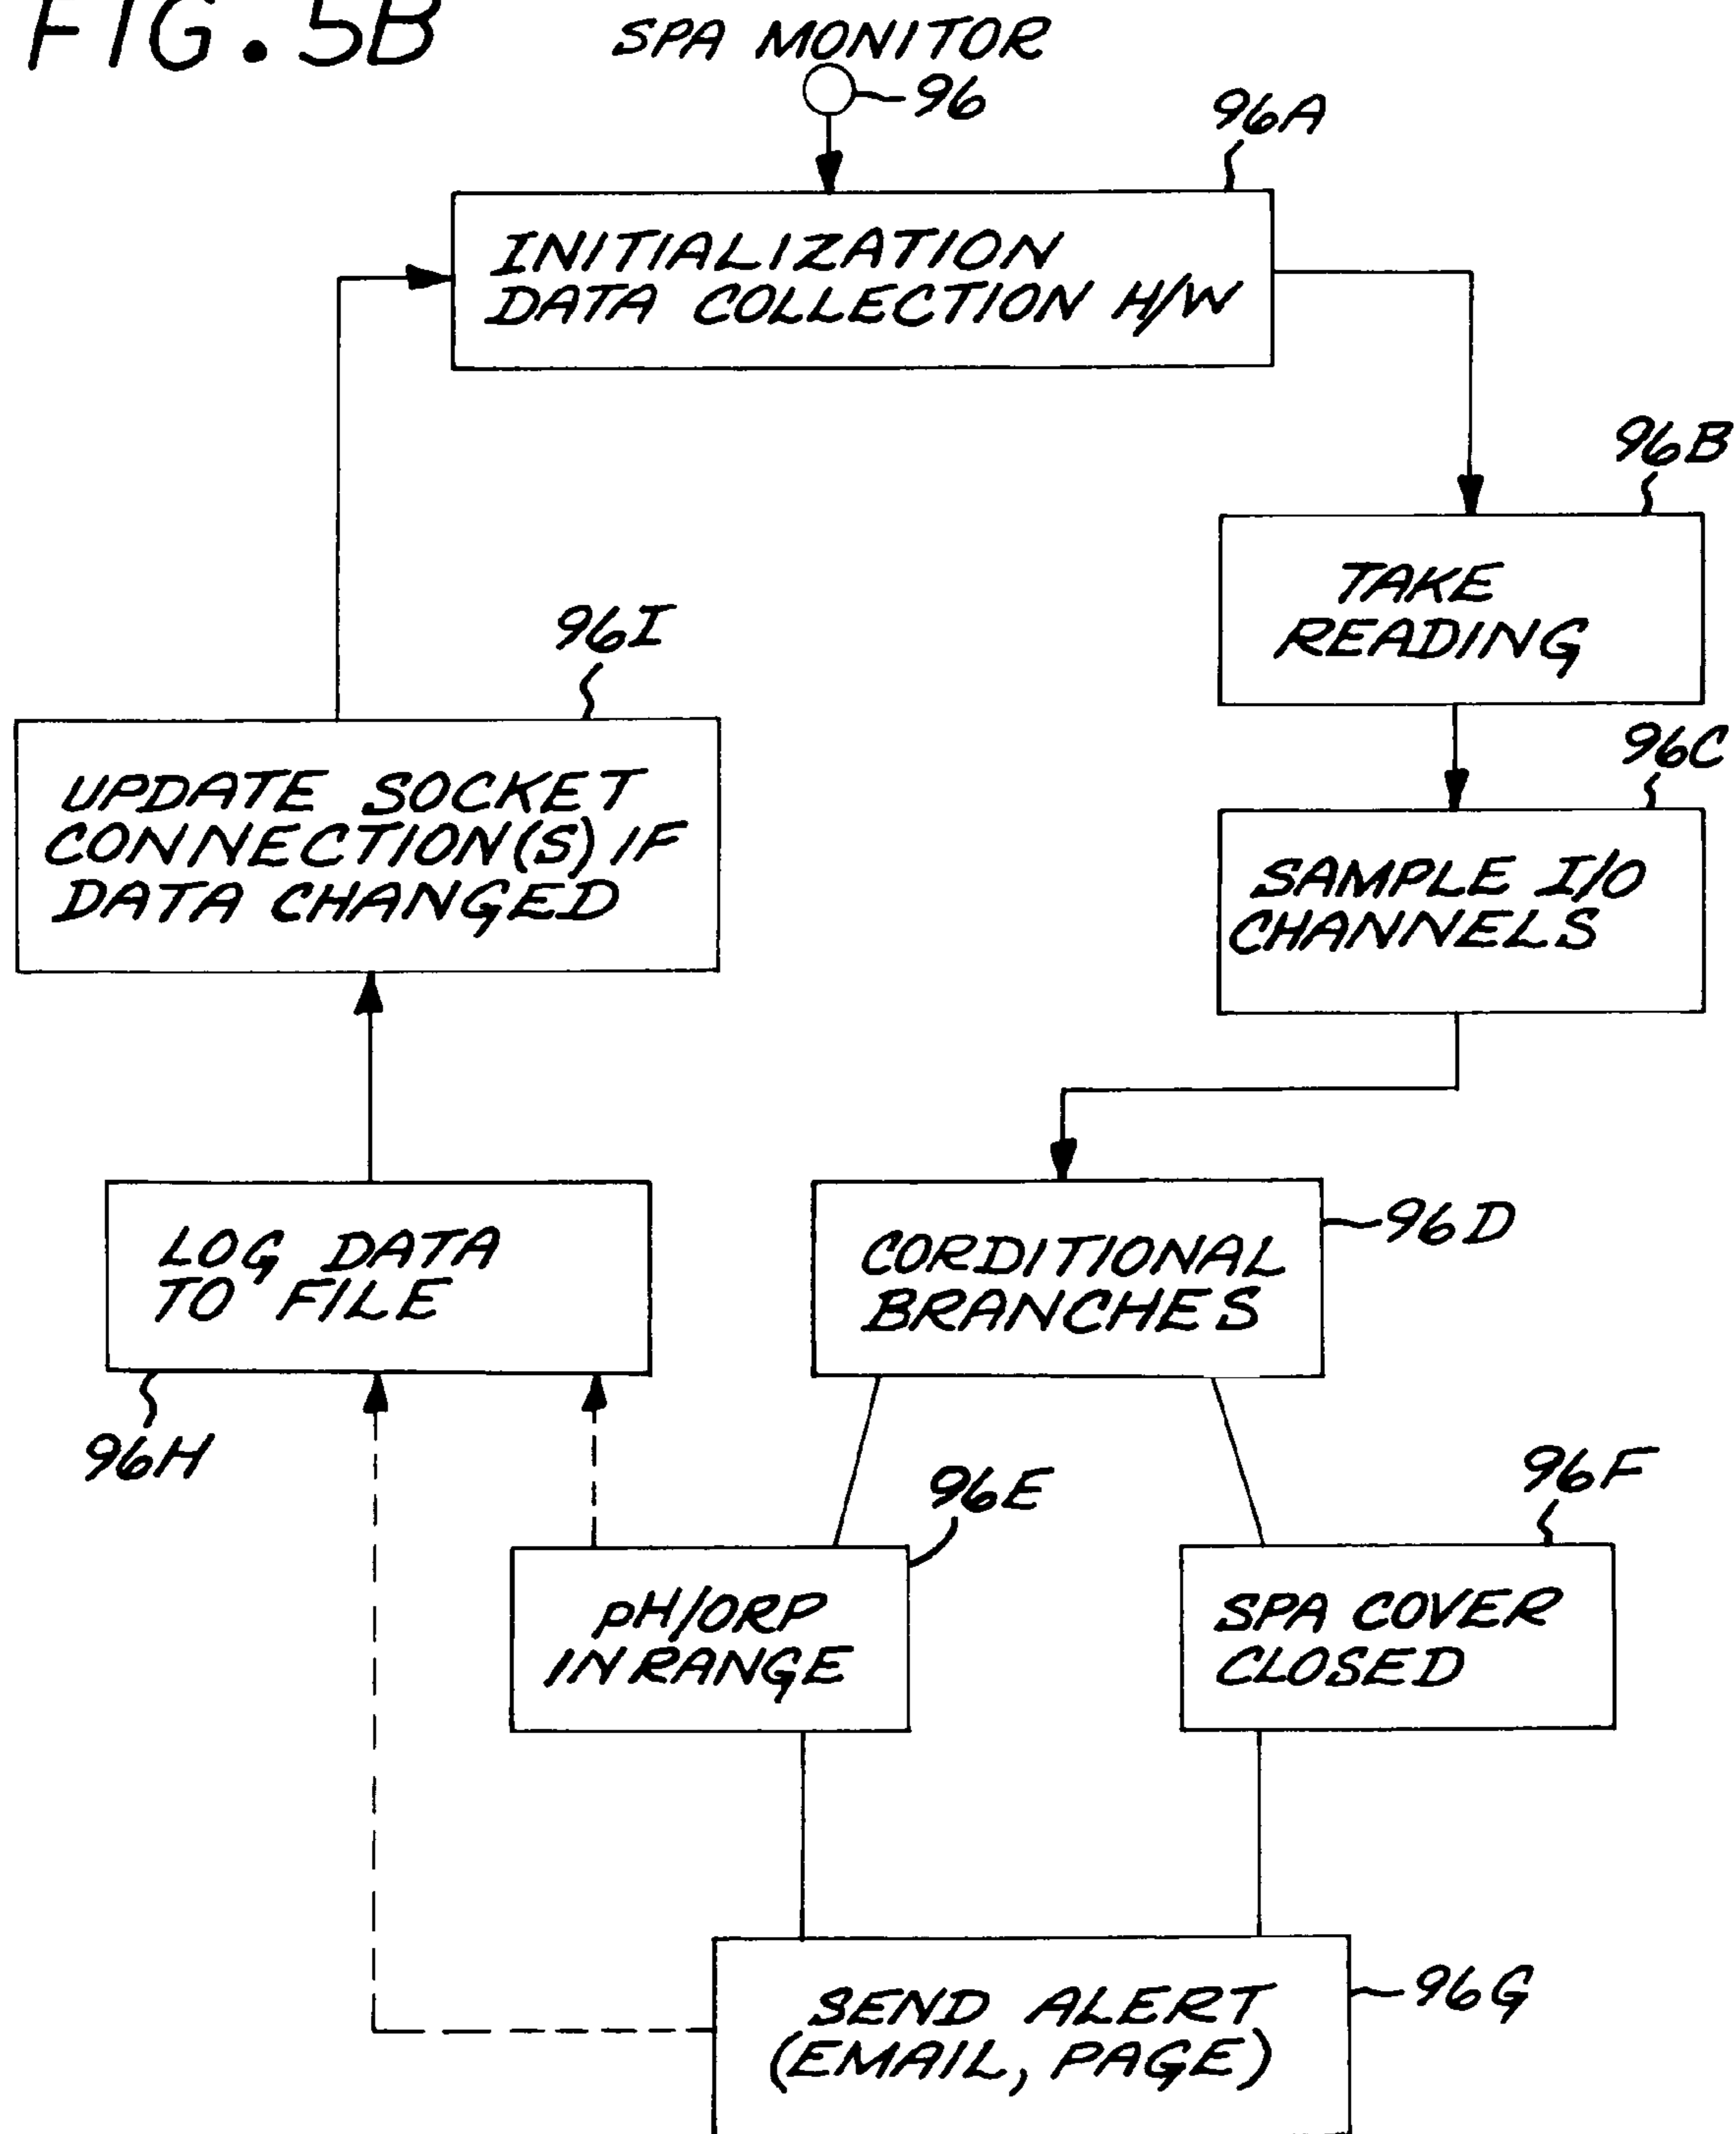 FIG. 5B
SPA MONITOR
96
96A
INITIALIZATION
DATA COLLECTION H/W
96B
TAKE
READING
96I
96C
UPDATE SOCKET
CONNECTION(S) IF
DATA CHANGED
SAMPLE I/O
CHANNELS
LOG DATA
TO FILE
96H
CORDITIONAL
BRANCHES
96D
96E
96F
pH/ORP
IN RANGE
SPA COVER
CLOSED
SEND ALERT
(EMAIL, PAGE)
96G